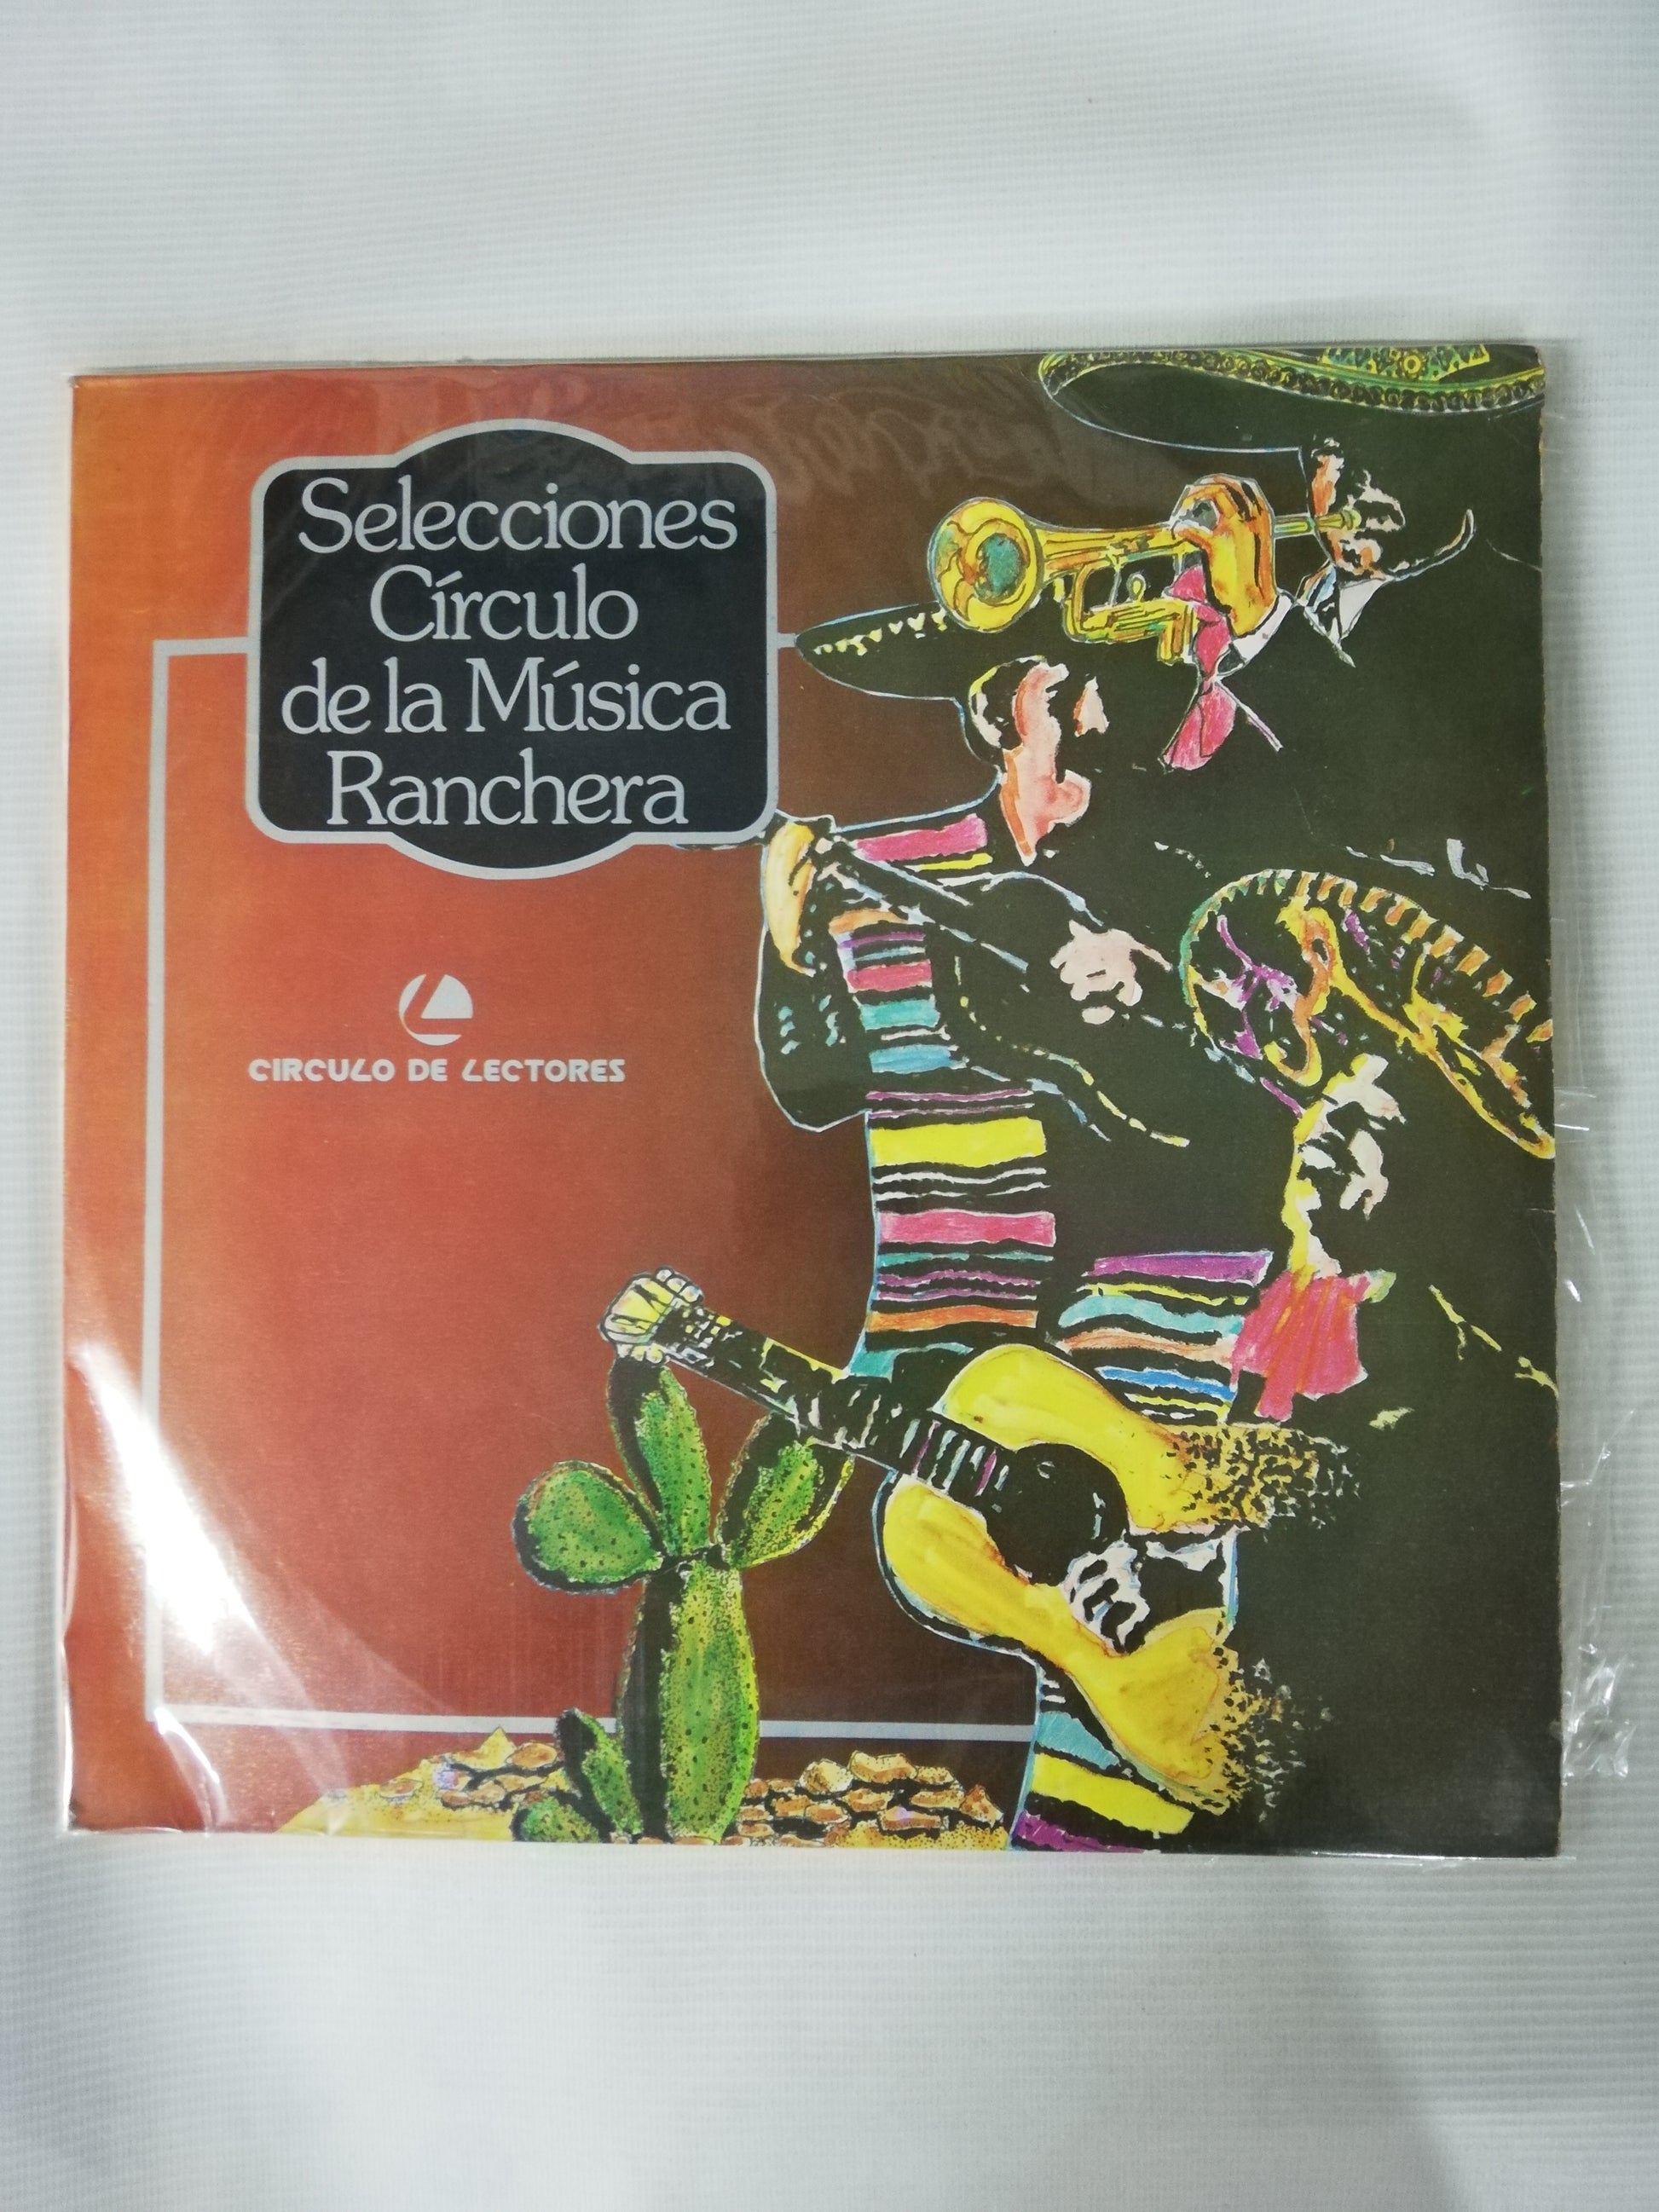 Selecciones
Círculo
de la Música
Ranchera
CIRCULO DE LECTORES